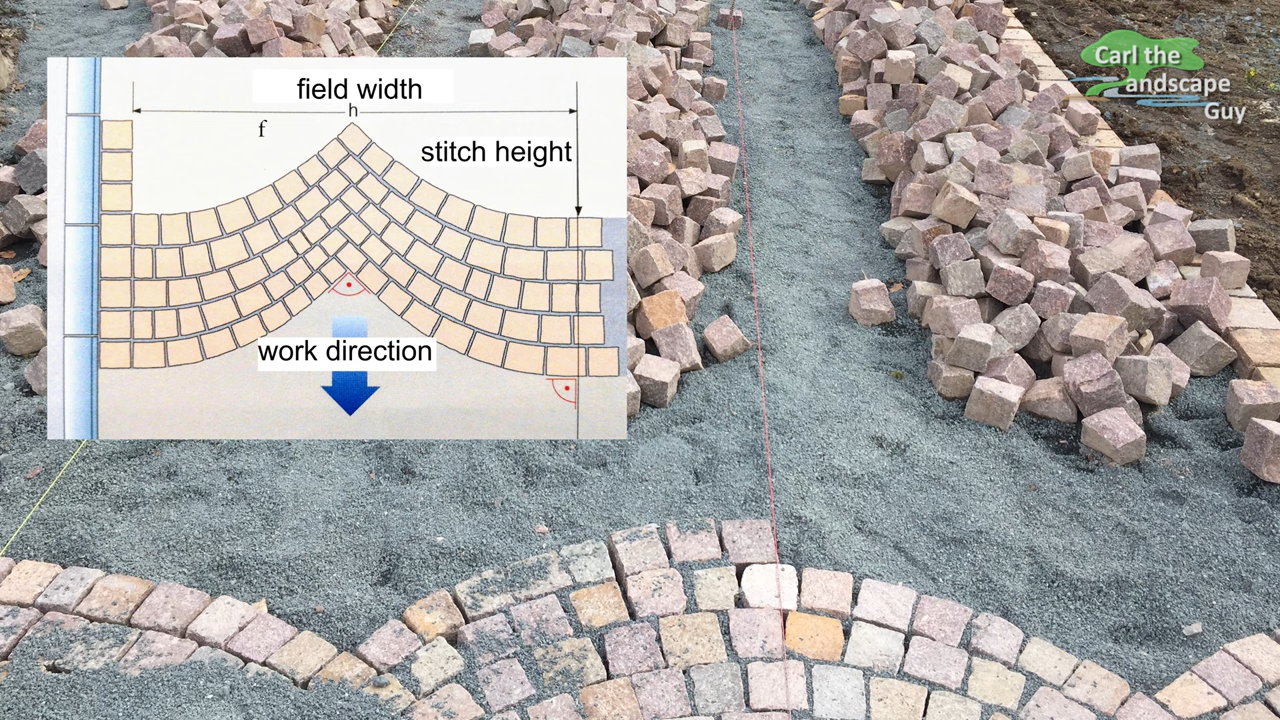 field width
h
f
stitch height
work direction
Carl the
Landscape
Guy